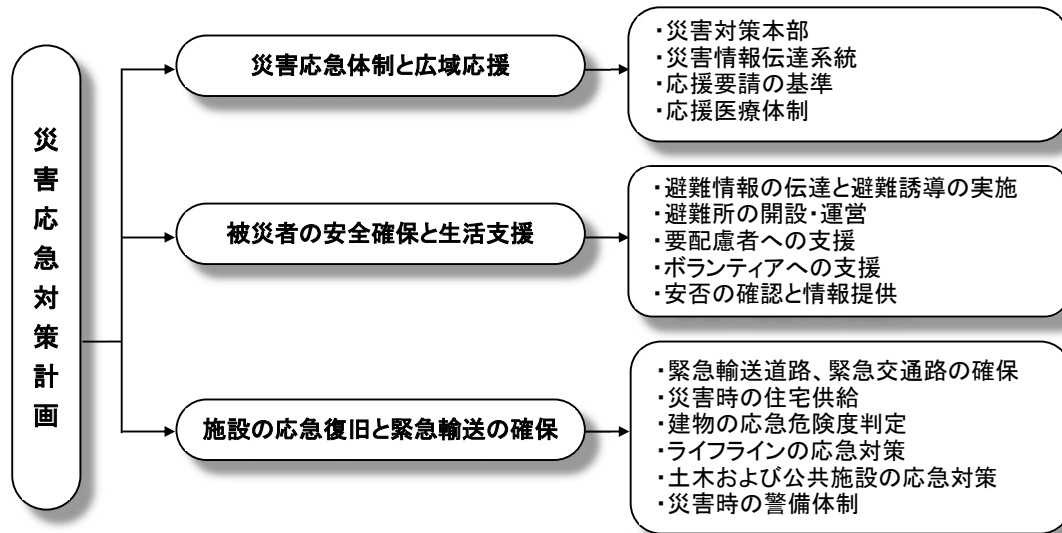 災害応急対策計画
災害応急体制と広域応援
・災害対策本部
・災害情報伝達系統
・応援要請の基準
・応援医療体制
被災者の安全確保と生活支援
・避難情報の伝達と避難誘導の実施
・避難所の開設・運営
・要配慮者への支援
・ボランティアへの支援
・安否の確認と情報提供
施設の応急復旧と緊急輸送の確保
・緊急輸送道路、緊急交通路の確保
・災害時の住宅供給
・建物の応急危険度判定
・ライフラインの応急対策
・土木および公共施設の応急対策
・災害時の警備体制